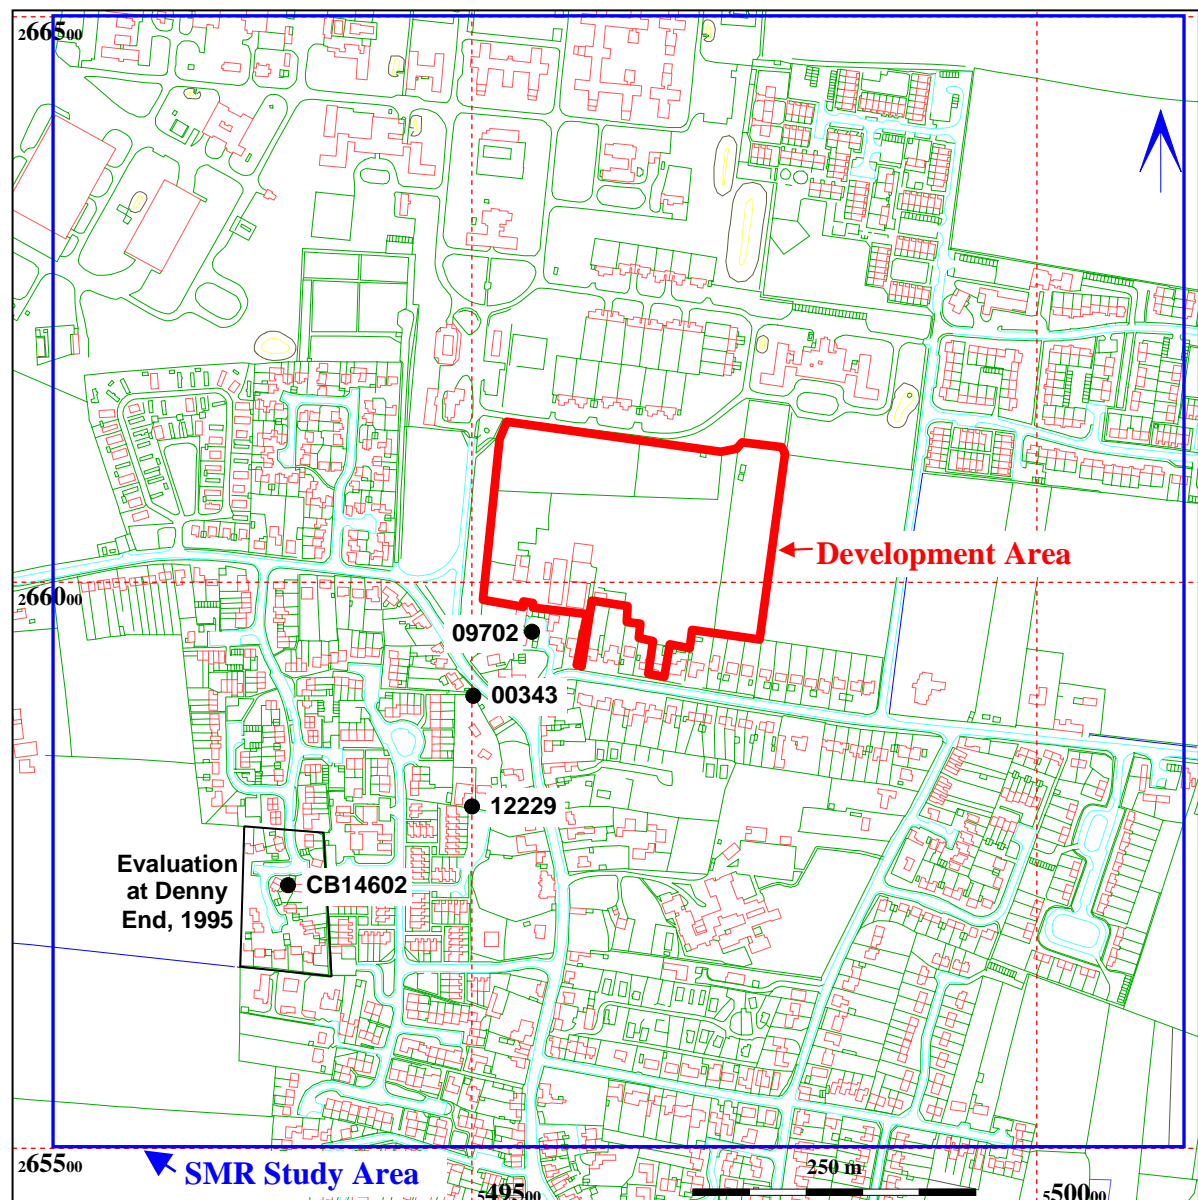 266500
Development Area
266000
09702
00343
12229
Evaluation
at Denny
End, 1995
CB14602
265500
SMR Study Area
250 m
549500
550000